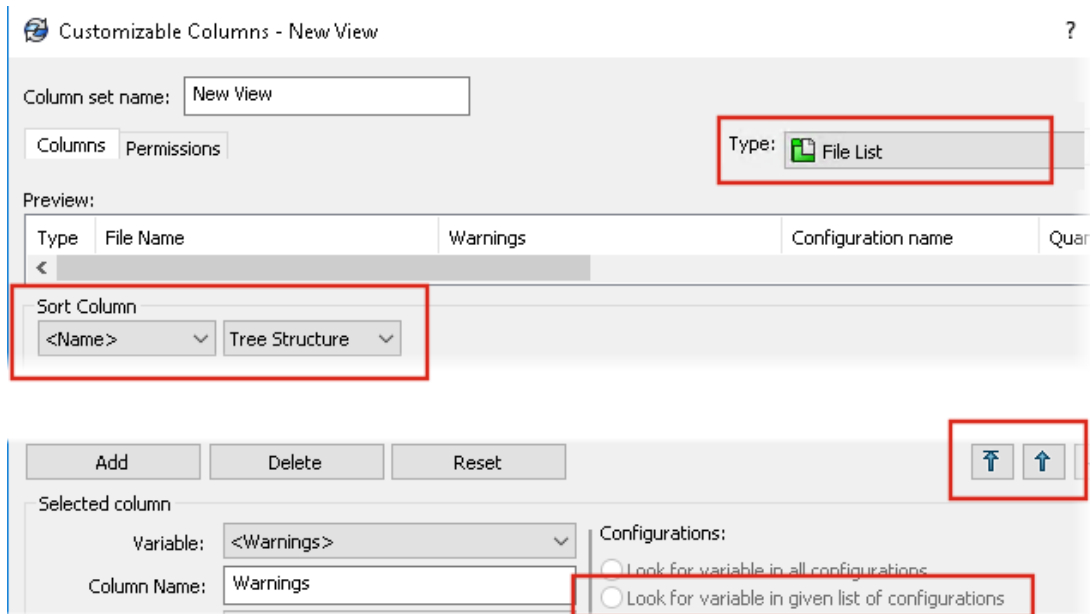 Customizable Columns - New View ?
Column set name: New View
Columns Permissions
Type: File List
Preview:
Type File Name Warnings Configuration name Quan
Sort Column
<Name> Tree Structure
Add Delete Reset
Selected column
Variable: <Warnings>
Configurations:
Look for variable in all configurations
Column Name: Warnings
Look for variable in given list of configurations